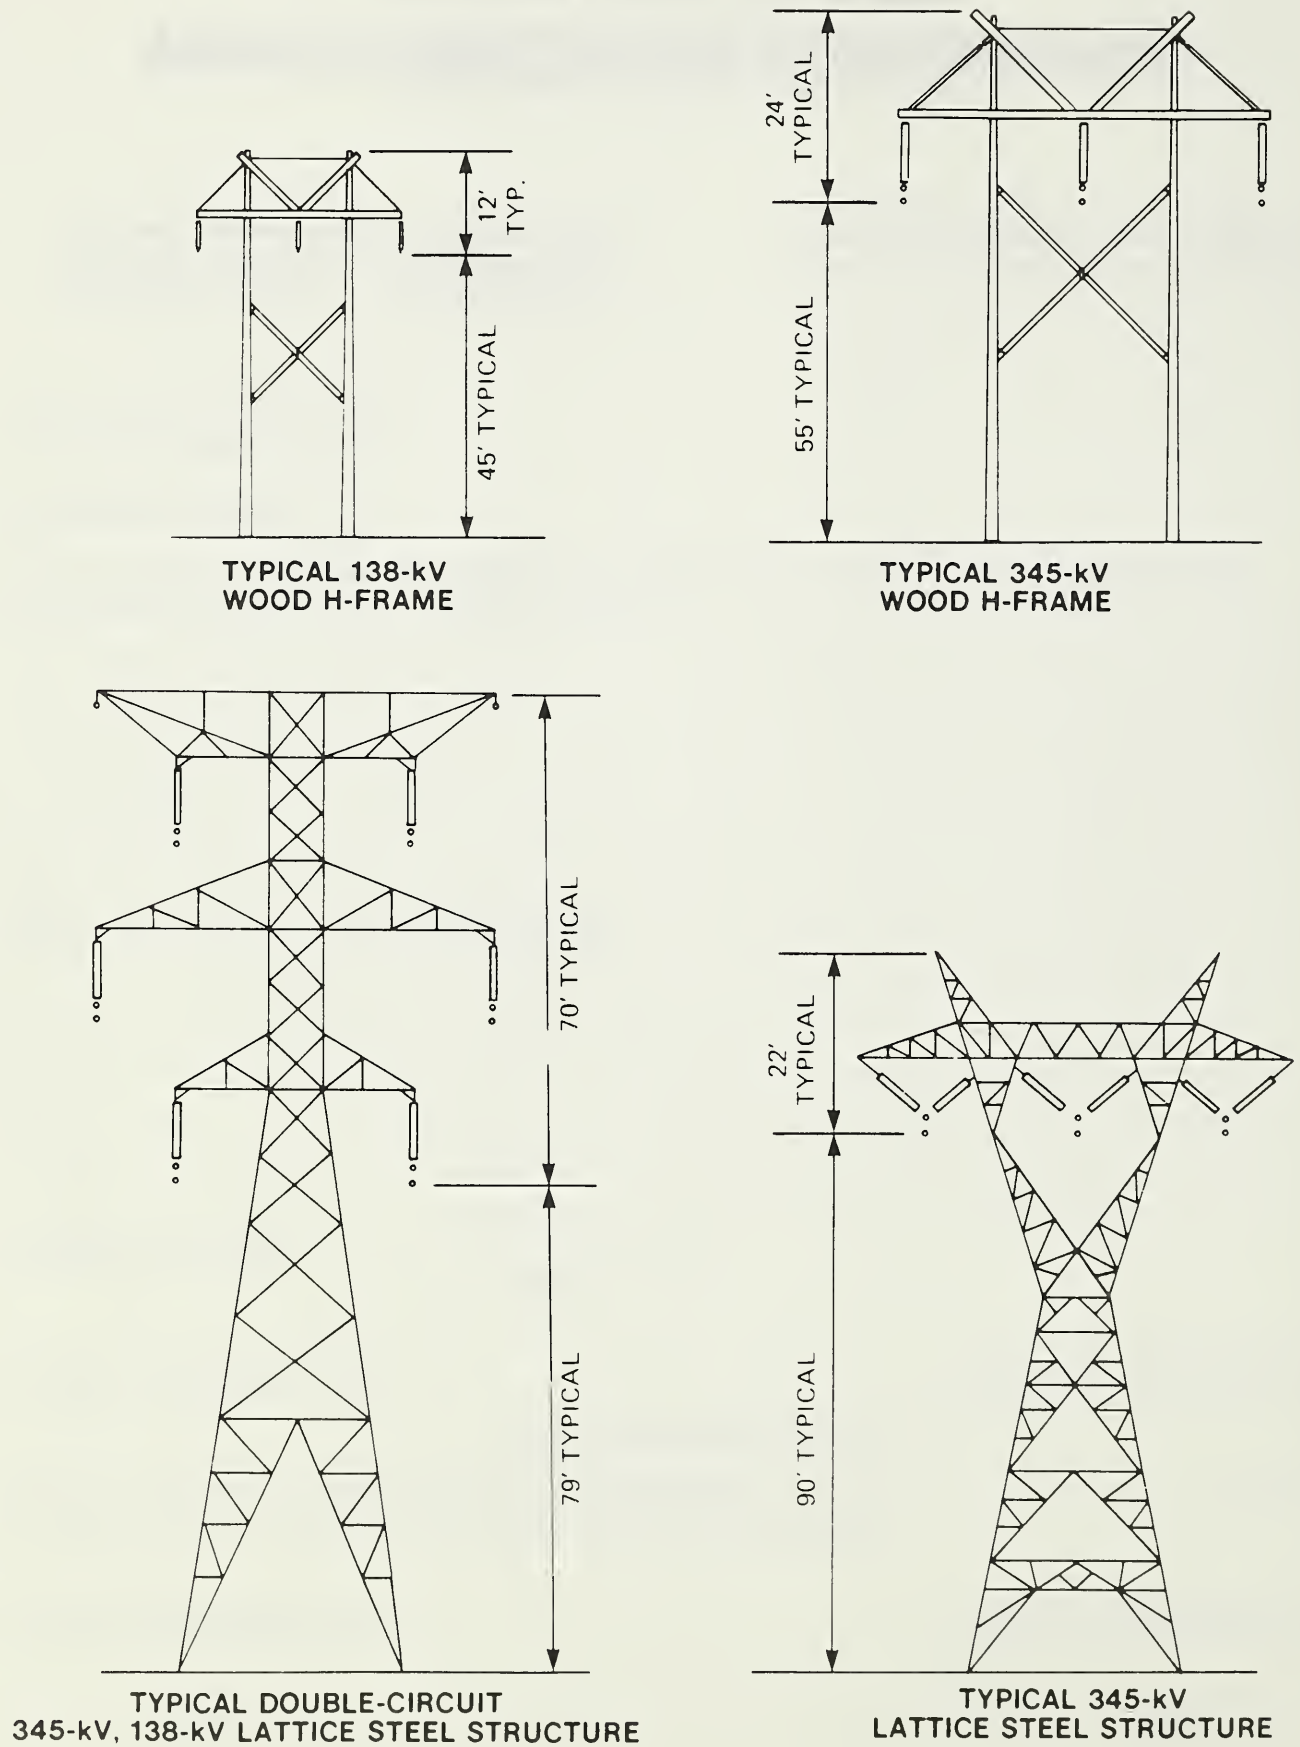 12'
TYP.
45' TYPICAL
TYPICAL 138-kV
WOOD H-FRAME
24'
TYPICAL
55' TYPICAL
TYPICAL 345-kV
WOOD H-FRAME
70' TYPICAL
79' TYPICAL
TYPICAL DOUBLE-CIRCUIT
345-kV, 138-kV LATTICE STEEL STRUCTURE
22'
TYPICAL
90' TYPICAL
TYPICAL 345-kV
LATTICE STEEL STRUCTURE